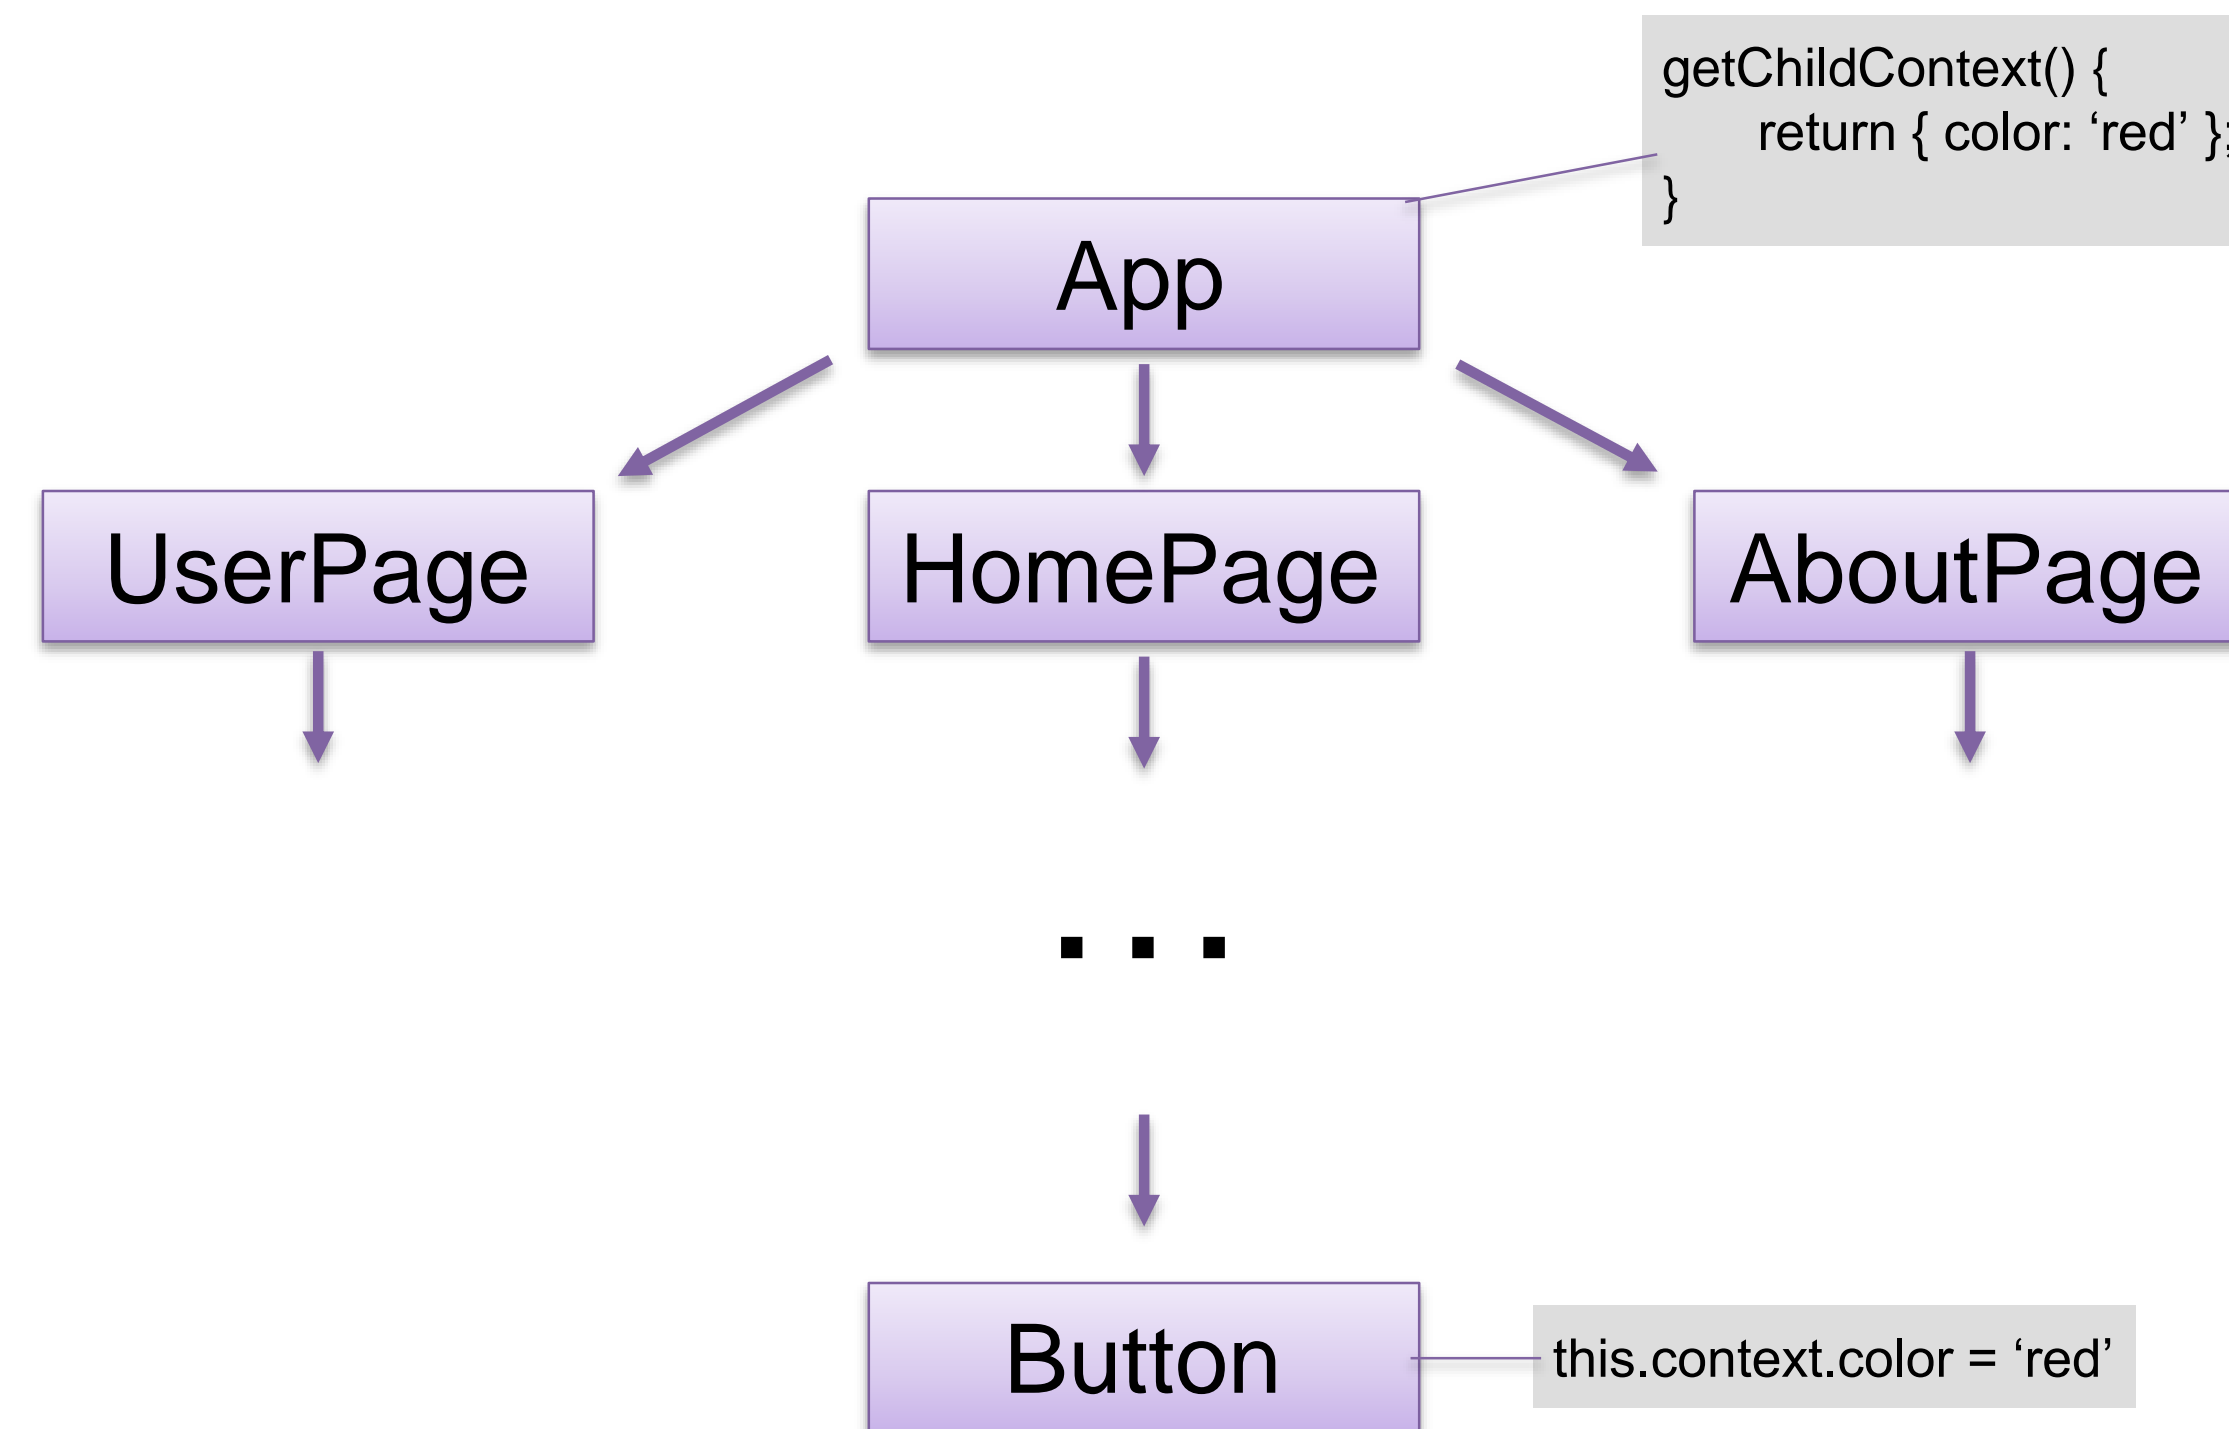 getChildContext() {
return { color: ‘red’ };
}
App
UserPage
HomePage
AboutPage
. . .
Button
this.context.color = ‘red’